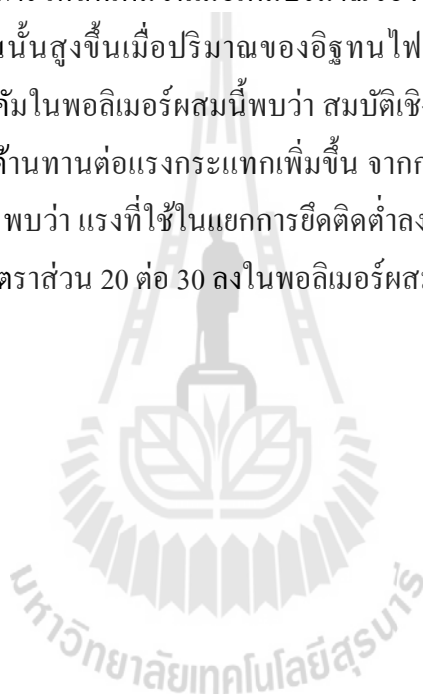 นั้นสูงขึ้นเมื่อปริมาณของอิฐทนไฟ
คัมในพอลิเมอร์ผสมนี้พบว่า สมบัติเชิง
ด้านทานต่อแรงกระแทกเพิ่มขึ้น จาก
พบว่า แรงที่ใช้ในแยกการยึดติดต่ำลง
ตราส่วน 20 ต่อ 30 ลงในพอลิเมอร์ผสม
มหาวิทยาลัยเทคโนโลยีสุรนารี